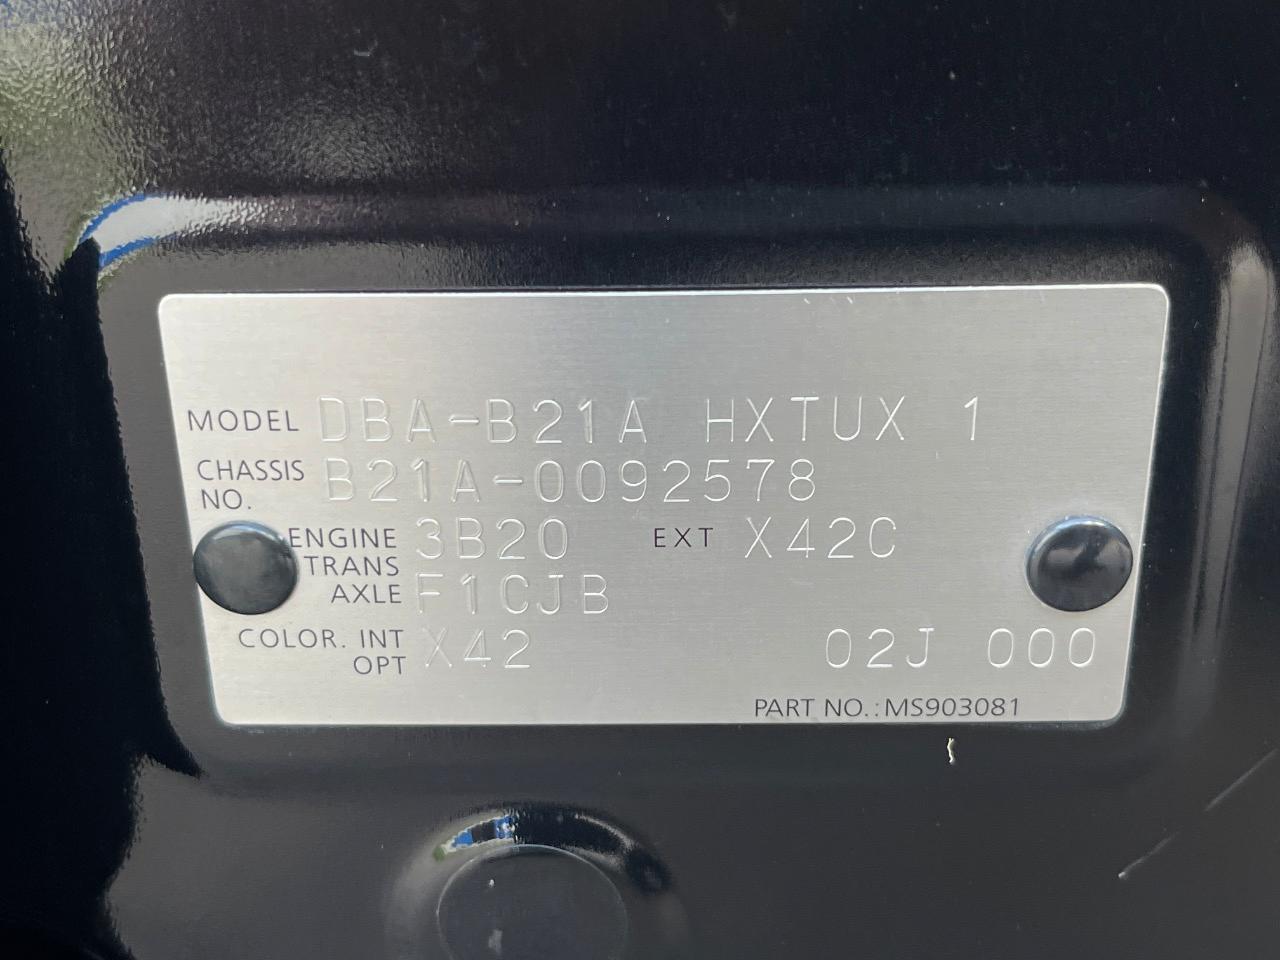 MODEL DBA-B21A HXTUX 1
CHASSIS NO. B21A-0092578
ENGINE 3B20 EXT X42C
TRANS AXLE F1CJB
COLOR. INT OPT X42 02J 000
PART NO.: MS903081